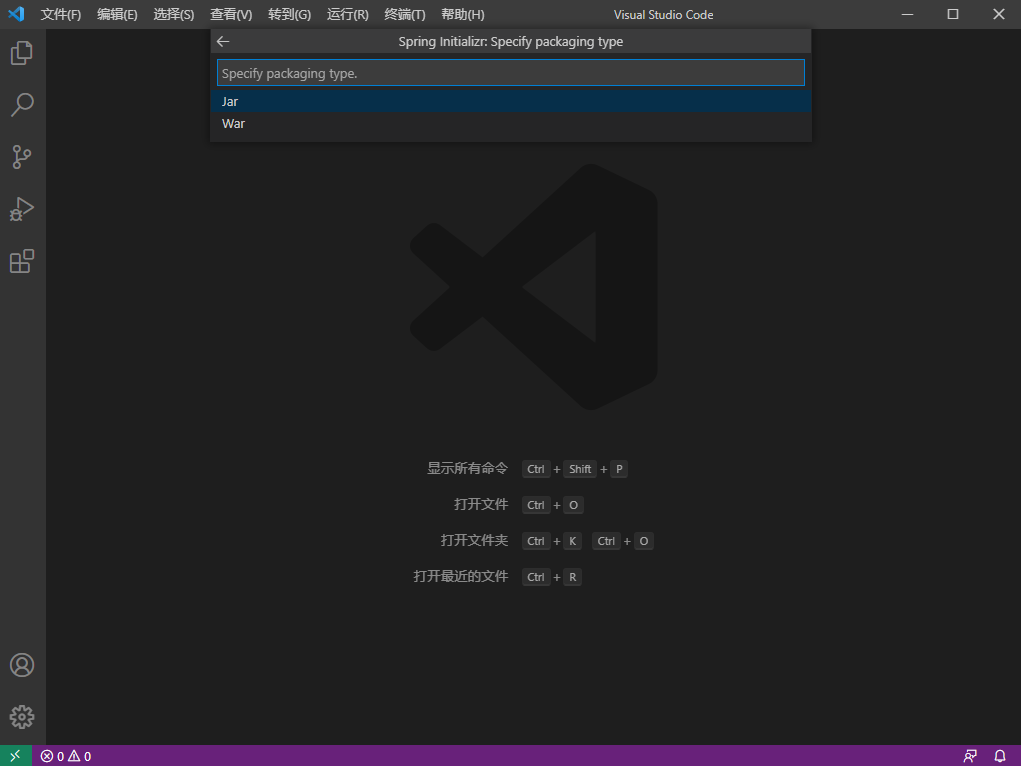 文件(F) 编辑(E) 选择(S) 查看(V) 转到(G) 运行(R) 终端(T) 帮助(H) Visual Studio Code
Spring Initializr: Specify packaging type
Specify packaging type.
Jar
War
显示所有命令 Ctrl + Shift + P
打开文件 Ctrl + O
打开文件夹 Ctrl + K Ctrl + O
打开最近的文件 Ctrl + R
0 0